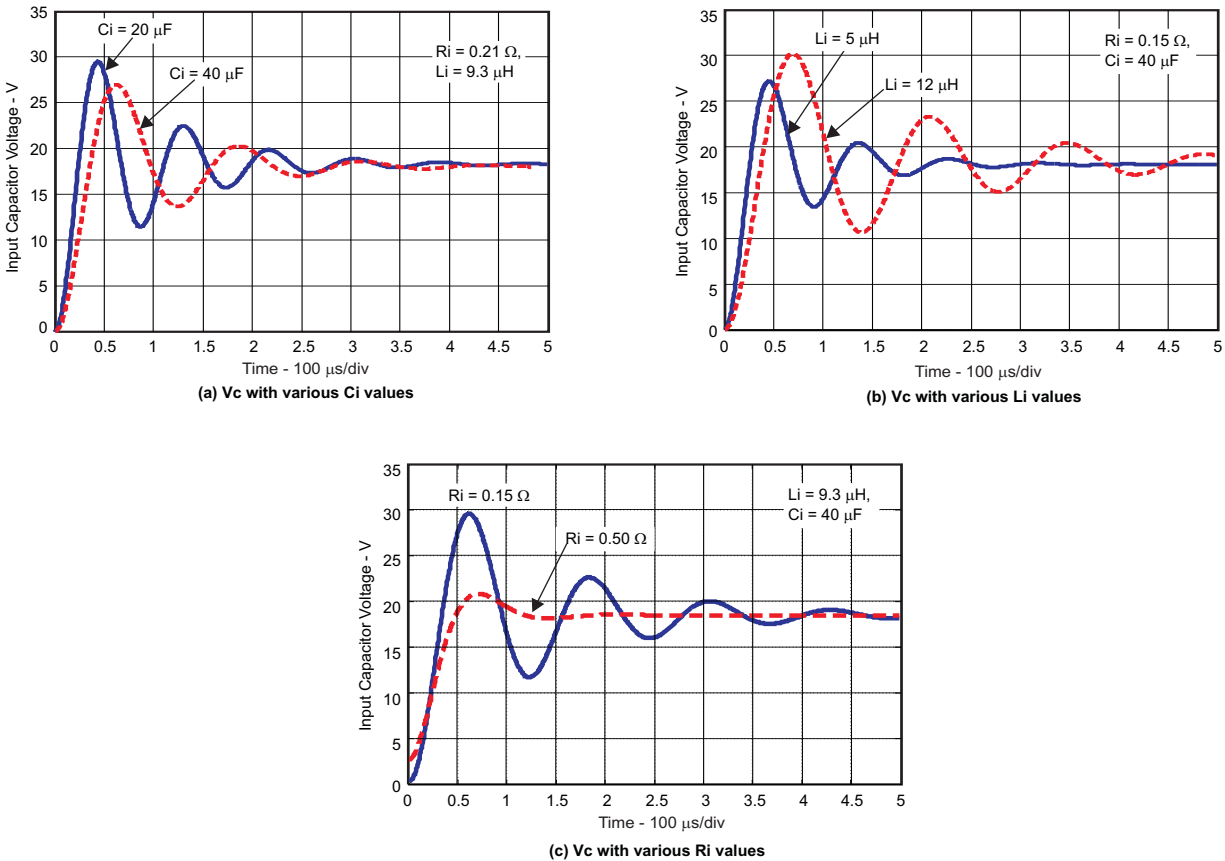 Input Capacitor Voltage - V
35
30
25
20
15
10
5
0
Ci = 20 μF
Ci = 40 μF
Ri = 0.21 Ω,
Li = 9.3 μH
0 0.5 1 1.5 2 2.5 3 3.5 4 4.5 5
Time - 100 μs/div
(a) Vc with various Ci values
Input Capacitor Voltage - V
35
30
25
20
15
10
5
0
Li = 5 μH
Li = 12 μH
Ri = 0.15 Ω,
Ci = 40 μF
0 0.5 1 1.5 2 2.5 3 3.5 4 4.5 5
Time - 100 μs/div
(b) Vc with various Li values
Input Capacitor Voltage - V
35
30
25
20
15
10
5
0
Ri = 0.15 Ω
Ri = 0.50 Ω
Li = 9.3 μH,
Ci = 40 μF
0 0.5 1 1.5 2 2.5 3 3.5 4 4.5 5
Time - 100 μs/div
(c) Vc with various Ri values